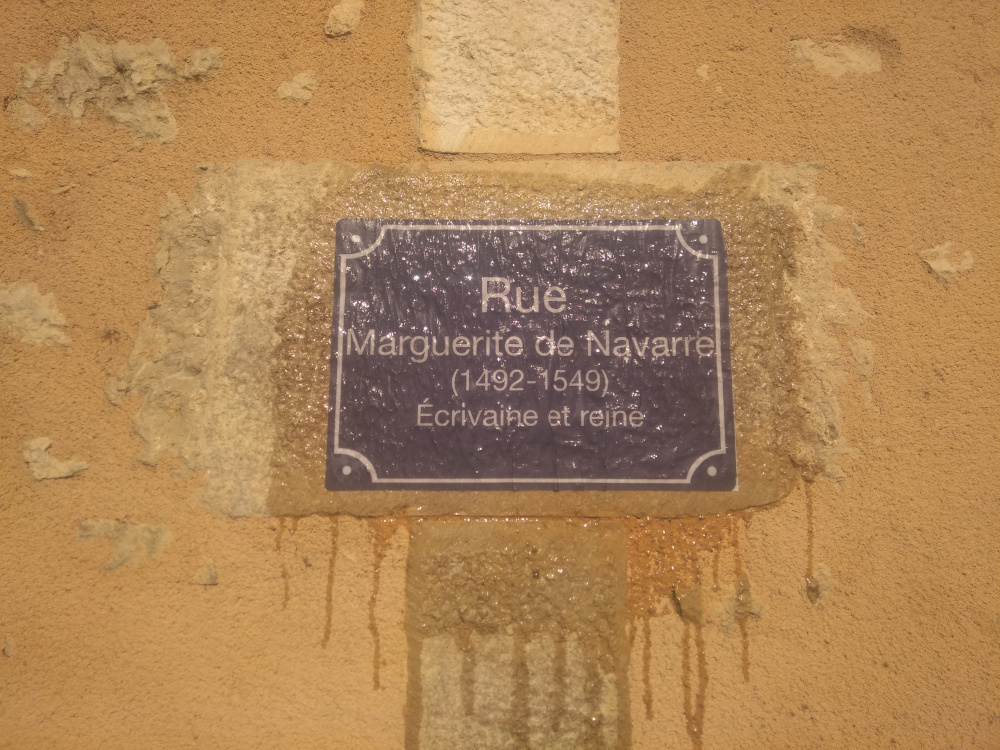 Rue
Marguerite de Navarre
(1492-1549)
Écrivaine et reine